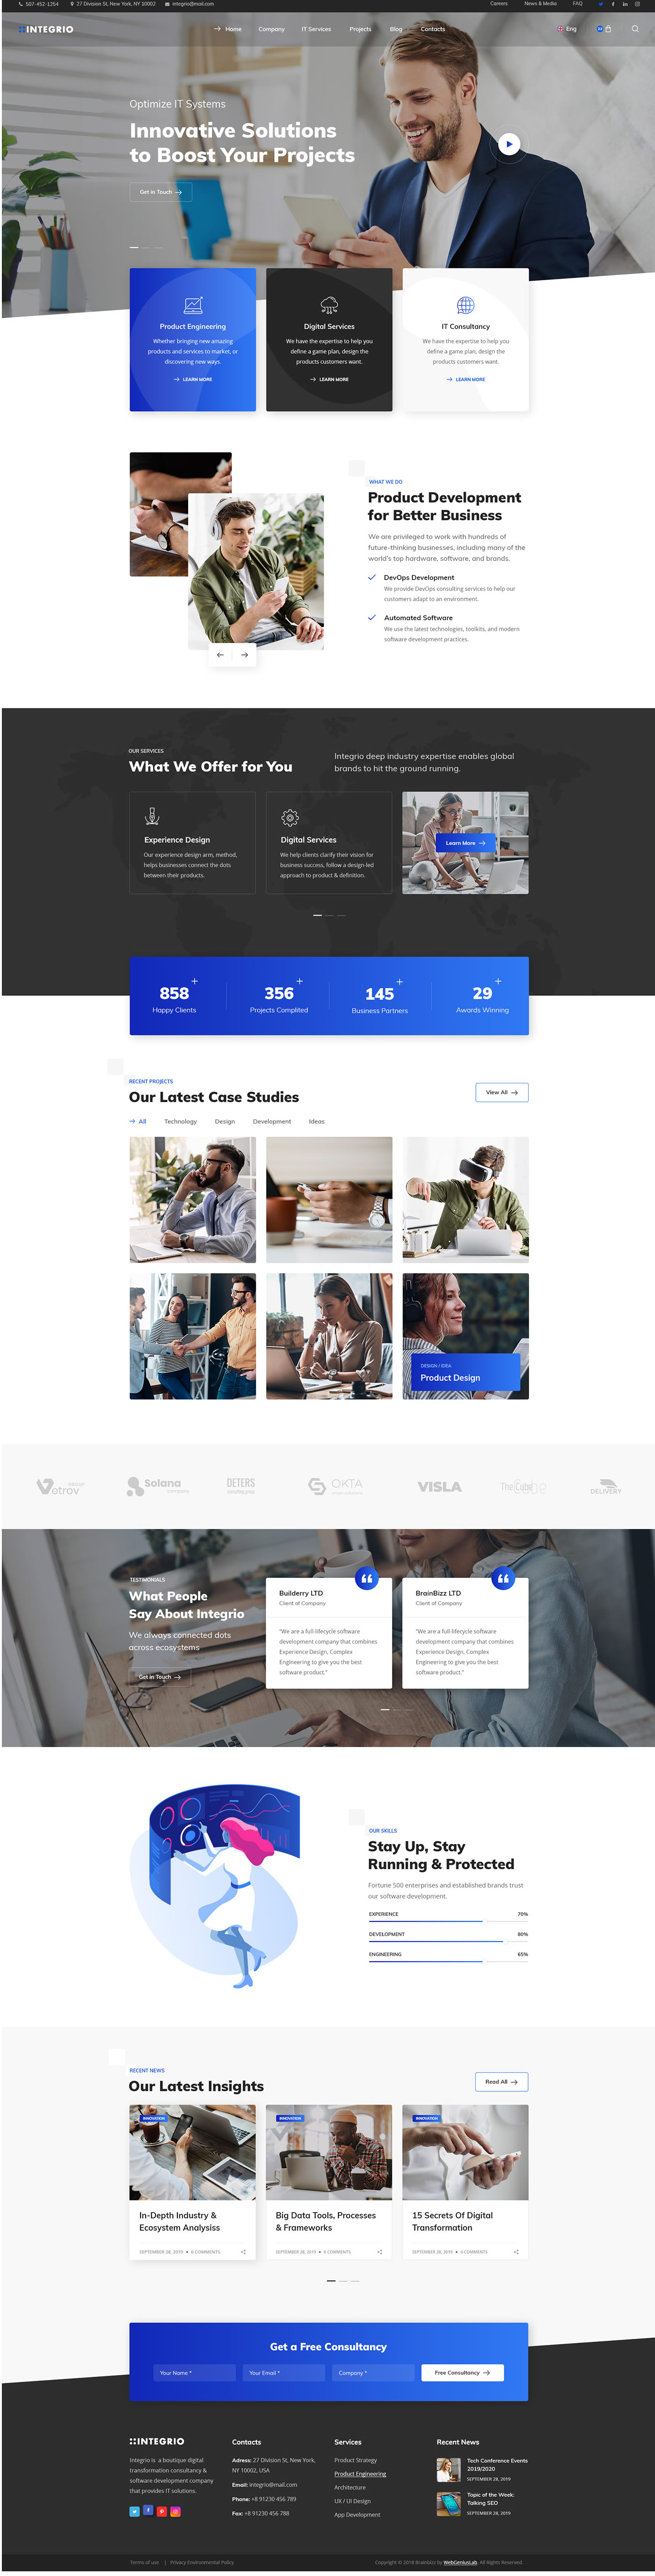 507-452-1254 27 Division St, New York, NY 10002 integrio@mail.com Careers News & Media FAQ
INTEGRIO Home Company IT Services Projects Blog Contacts Eng
Optimize IT Systems
Innovative Solutions
to Boost Your Projects
Get in Touch
Product Engineering
Whether bringing new amazing
products and services to market, or
discovering new ways.
LEARN MORE
Digital Services
We have the expertise to help you
define a game plan, design the
products customers want.
LEARN MORE
IT Consultancy
We have the expertise to help you
define a game plan, design the
products customers want.
LEARN MORE
WHAT WE DO
Product Development
for Better Business
We are privileged to work with hundreds of
future-thinking businesses, including many of the
world's top hardware, software, and brands.
DevOps Development
We provide DevOps consulting services to help our
customers adapt to an environment.
Automated Software
We use the latest technologies, toolkits, and modern
software development practices.
OUR SERVICES
What We Offer for You
Integrio deep industry expertise enables global
brands to hit the ground running.
Experience Design
Our experience design arm, method,
helps businesses connect the dots
between their products.
Digital Services
We help clients clarify their vision for
business success, follow a design-led
approach to product & definition.
Learn More
858 +
Happy Clients
356 +
Projects Complited
145 +
Business Partners
29 +
Awards Winning
RECENT PROJECTS
Our Latest Case Studies
View All
All Technology Design Development Ideas
DESIGN / IDEA
Product Design
Vetrov GROUP
Solana company
DETERS
OKTA
VISLA
The Cube
DELIVERY
TESTIMONIALS
What People
Say About Integrio
We always connected dots
across ecosystems
Get in Touch
Builderry LTD
Client of Company
"We are a full-lifecycle software
development company that combines
Experience Design, Complex
Engineering to give you the best
software product."
BrainBizz LTD
Client of Company
"We are a full-lifecycle software
development company that combines
Experience Design, Complex
Engineering to give you the best
software product."
OUR SKILLS
Stay Up, Stay
Running & Protected
Fortune 500 enterprises and established brands trust
our software development.
EXPERIENCE 70%
DEVELOPMENT 80%
ENGINEERING 65%
RECENT NEWS
Our Latest Insights
Read All
INNOVATION
In-Depth Industry &
Ecosystem Analysiss
SEPTEMBER 28, 2019 • 0 COMMENTS
INNOVATION
Big Data Tools, Processes
& Frameworks
SEPTEMBER 28, 2019 • 0 COMMENTS
INNOVATION
15 Secrets Of Digital
Transformation
SEPTEMBER 28, 2019 • 0 COMMENTS
Get a Free Consultancy
Your Name * Your Email * Company * Free Consultancy
INTEGRIO
Integrio is a boutique digital
transformation consultancy &
software development company
that provides IT solutions.
Contacts
Adress: 27 Division St, New York,
NY 10002, USA
Email: integrio@mail.com
Phone: +8 91230 456 789
Fax: +8 91230 456 788
Services
Product Strategy
Product Engineering
Architecture
UX / UI Design
App Development
Recent News
Tech Conference Events
2019/2020
SEPTEMBER 28, 2019
Topic of the Week:
Talking SEO
SEPTEMBER 28, 2019
Terms of use | Privacy Environmental Policy
Copyright © 2019 Brainbizz by WebGeniusLab. All Rights Reserved